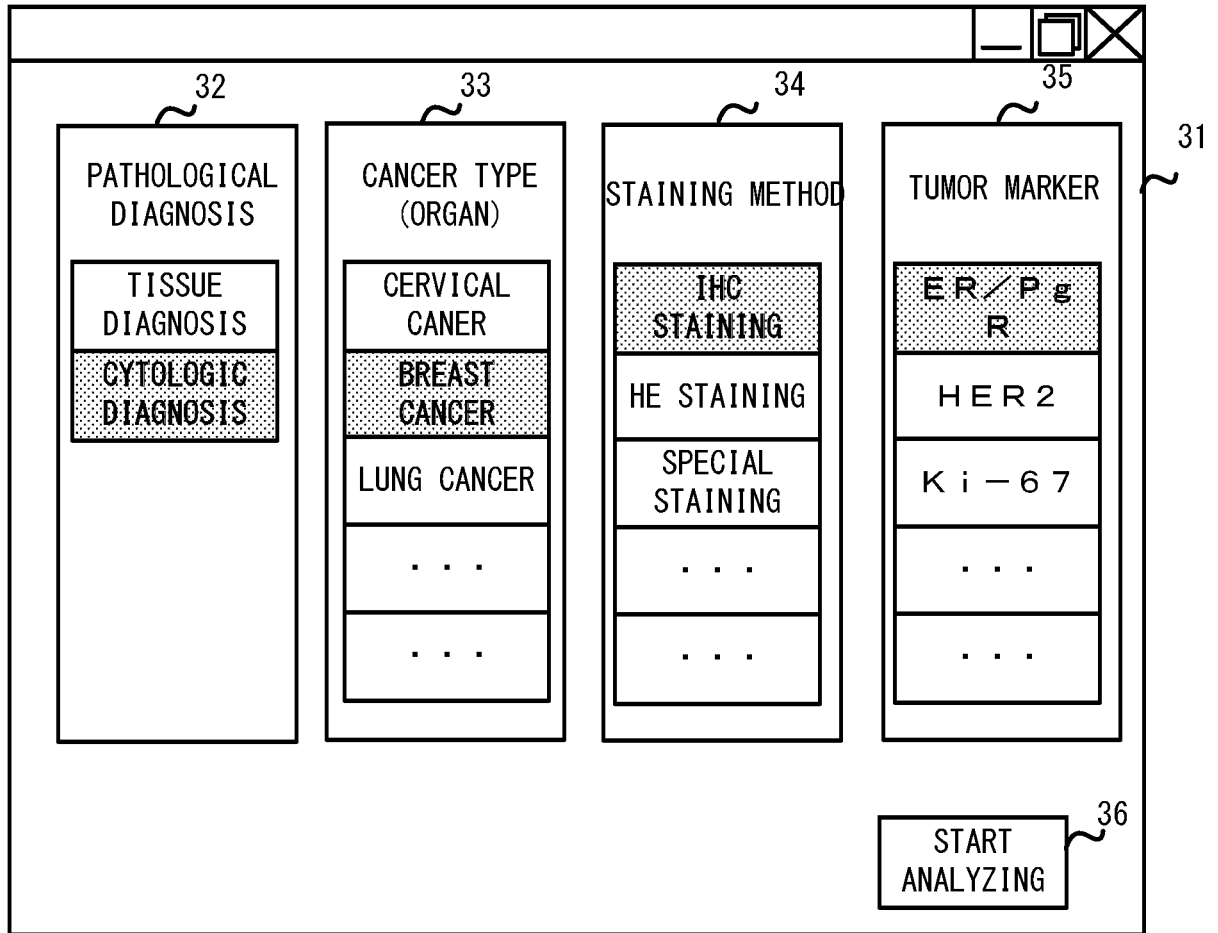 32
33
34
35
31
PATHOLOGICAL
DIAGNOSIS
TISSUE
DIAGNOSIS
CYTOLOGIC
DIAGNOSIS
CANCER TYPE
(ORGAN)
CERVICAL
CANER
BREAST
CANCER
LUNG CANCER
・・・
・・・
STAINING METHOD
IHC
STAINING
HE STAINING
SPECIAL
STAINING
・・・
・・・
TUMOR MARKER
ER/Pg
R
HER2
Ki-67
・・・
・・・
36
START
ANALYZING